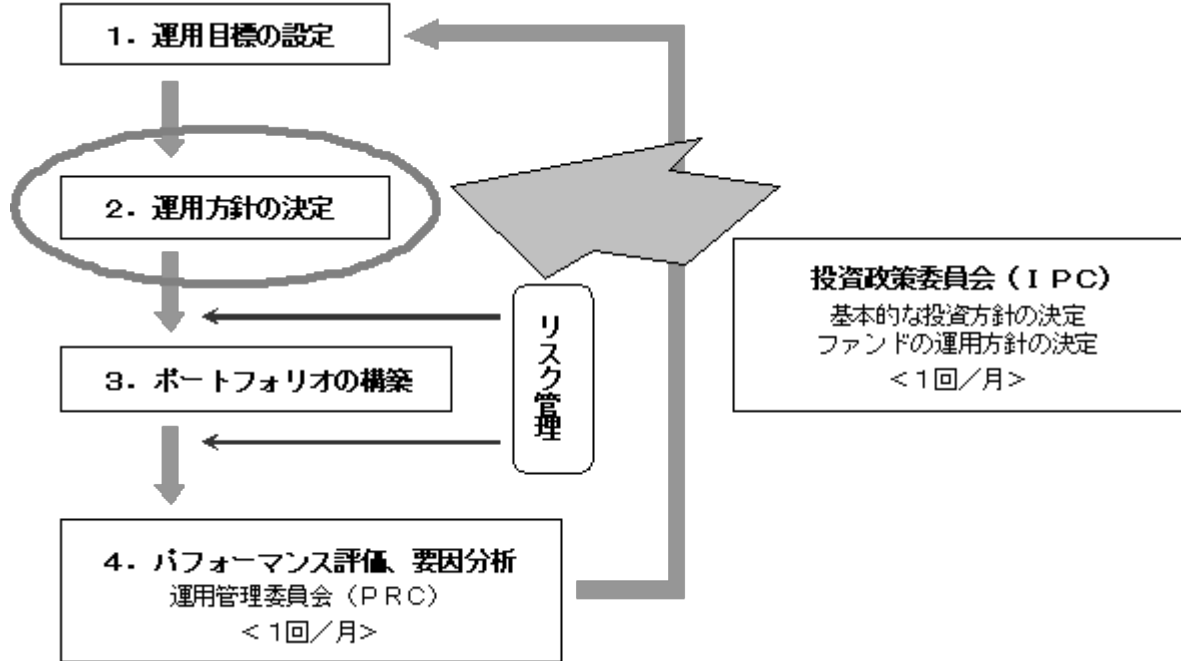 1．運用目標の設定
2．運用方針の決定
3．ポートフォリオの構築
4．パフォーマンス評価、要因分析
運用管理委員会（ＰＲＣ）
＜１回／月＞
リスク管理
投資政策委員会（ＩＰＣ）
基本的な投資方針の決定
ファンドの運用方針の決定
＜１回／月＞